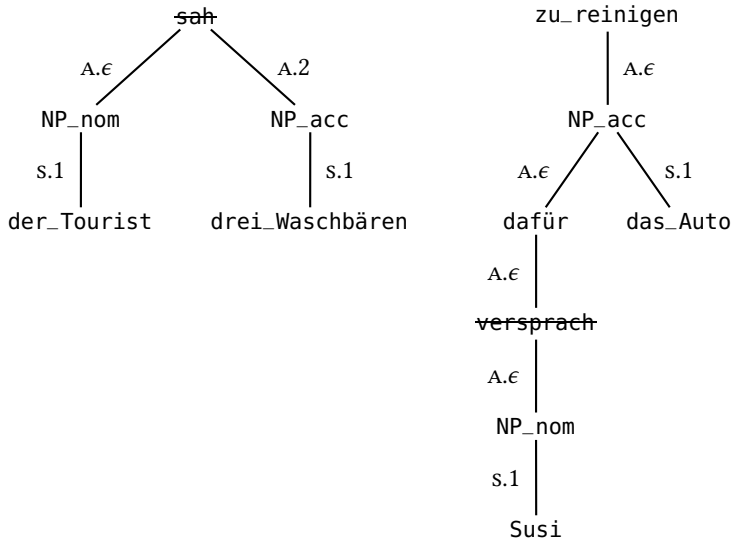 sah
A.ϵ A.2
NP_nom NP_acc
S.1 S.1
der_Tourist drei_Waschbären
zu_reinigen
A.ϵ
NP_acc
A.ϵ S.1
dafür das_Auto
A.ϵ
versprach
A.ϵ
NP_nom
S.1
Susi